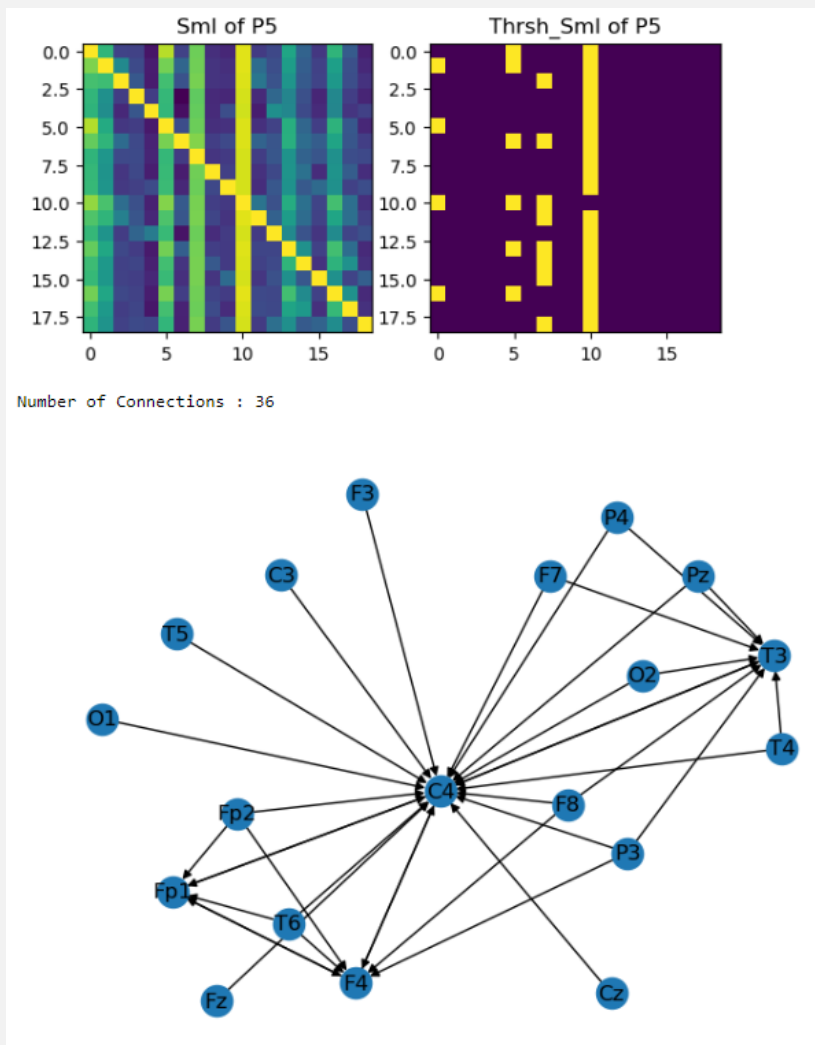 Sml of P5
Thrsh_Sml of P5
0.0
2.5
5.0
7.5
10.0
12.5
15.0
17.5
0 5 10 15
0.0
2.5
5.0
7.5
10.0
12.5
15.0
17.5
0 5 10 15
Number of Connections : 36
F3
P4
C3
F7
Pz
T5
T3
O2
O1
T4
C4
F8
Fp2
P3
Fp1
T6
F4
Fz
Cz